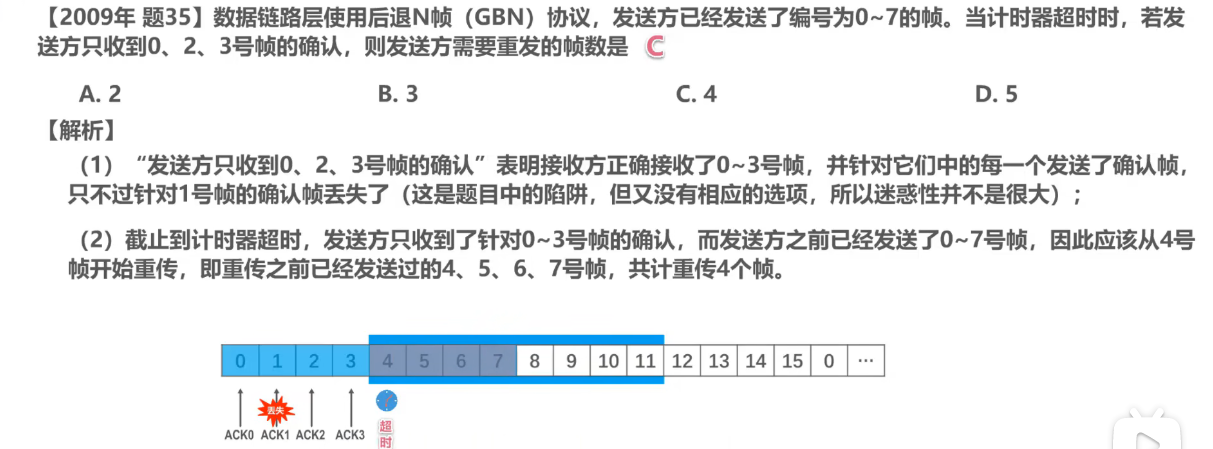 【2009年 题35】数据链路层使用后退N帧（GBN）协议，发送方已经发送了编号为0~7的帧。当计时器超时时，若发
送方只收到0、2、3号帧的确认，则发送方需要重发的帧数是 C
A. 2 B. 3 C. 4 D. 5
【解析】
（1）“发送方只收到0、2、3号帧的确认”表明接收方正确接收了0~3号帧，并针对它们中的每一个发送了确认帧，
只不过针对1号帧的确认帧丢失了（这是题目中的陷阱，但又没有相应的选项，所以迷惑性并不是很大）；
（2）截止到计时器超时，发送方只收到了针对0~3号帧的确认，而发送方之前已经发送了0~7号帧，因此应该从4号
帧开始重传，即重传之前已经发送过的4、5、6、7号帧，共计重传4个帧。
0 1 2 3 4 5 6 7 8 9 10 11 12 13 14 15 0 …
丢失
ACK0 ACK1 ACK2 ACK3
超
时